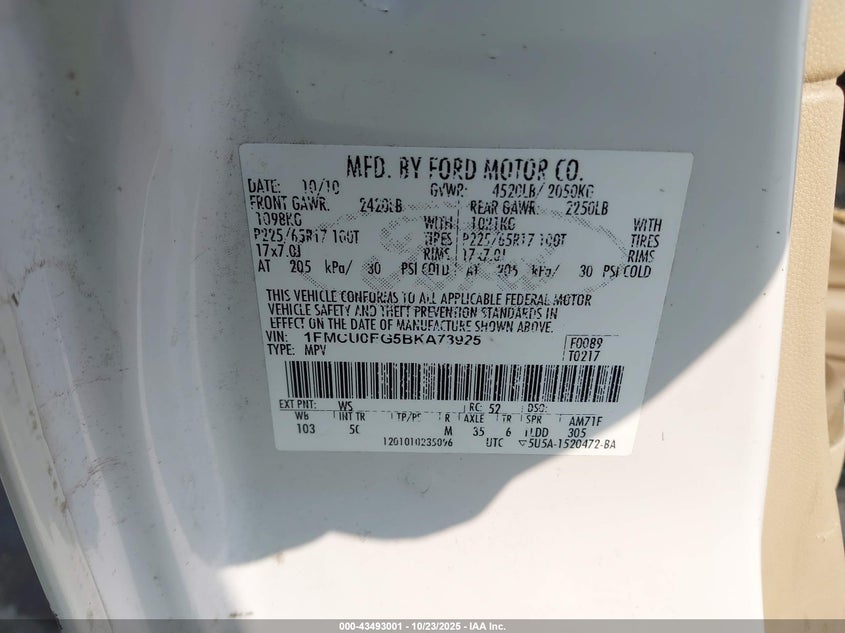 MFD. BY FORD MOTOR CO.
DATE: 10/10 GVWR: 4520LB/ 2050KG
FRONT GAWR: 2420LB REAR GAWR: 2250LB
1098KG WITH 1021KG WITH
P225/65R17 100T TIRES P225/65R17 100T TIRES
17x7.0J RIMS 17x7.0J RIMS
AT 205 kPa/ 30 PSI COLD AT 205 kPa/ 30 PSI COLD
THIS VEHICLE CONFORMS TO ALL APPLICABLE FEDERAL MOTOR
VEHICLE SAFETY AND THEFT PREVENTION STANDARDS IN
EFFECT ON THE DATE OF MANUFACTURE SHOWN ABOVE.
VIN: 1FMCU0FG5BKA73925
TYPE: MPV
F0089
T0217
EXT PNT: WS RC: 52 DSO:
WB INT TR TP/PS R AXLE TR SPR AM71F
103 M 35 6 LDD 305
UTC ▽5U5A-1520472-BA
000-43493001 | 10/23/2025 | IAA Inc.